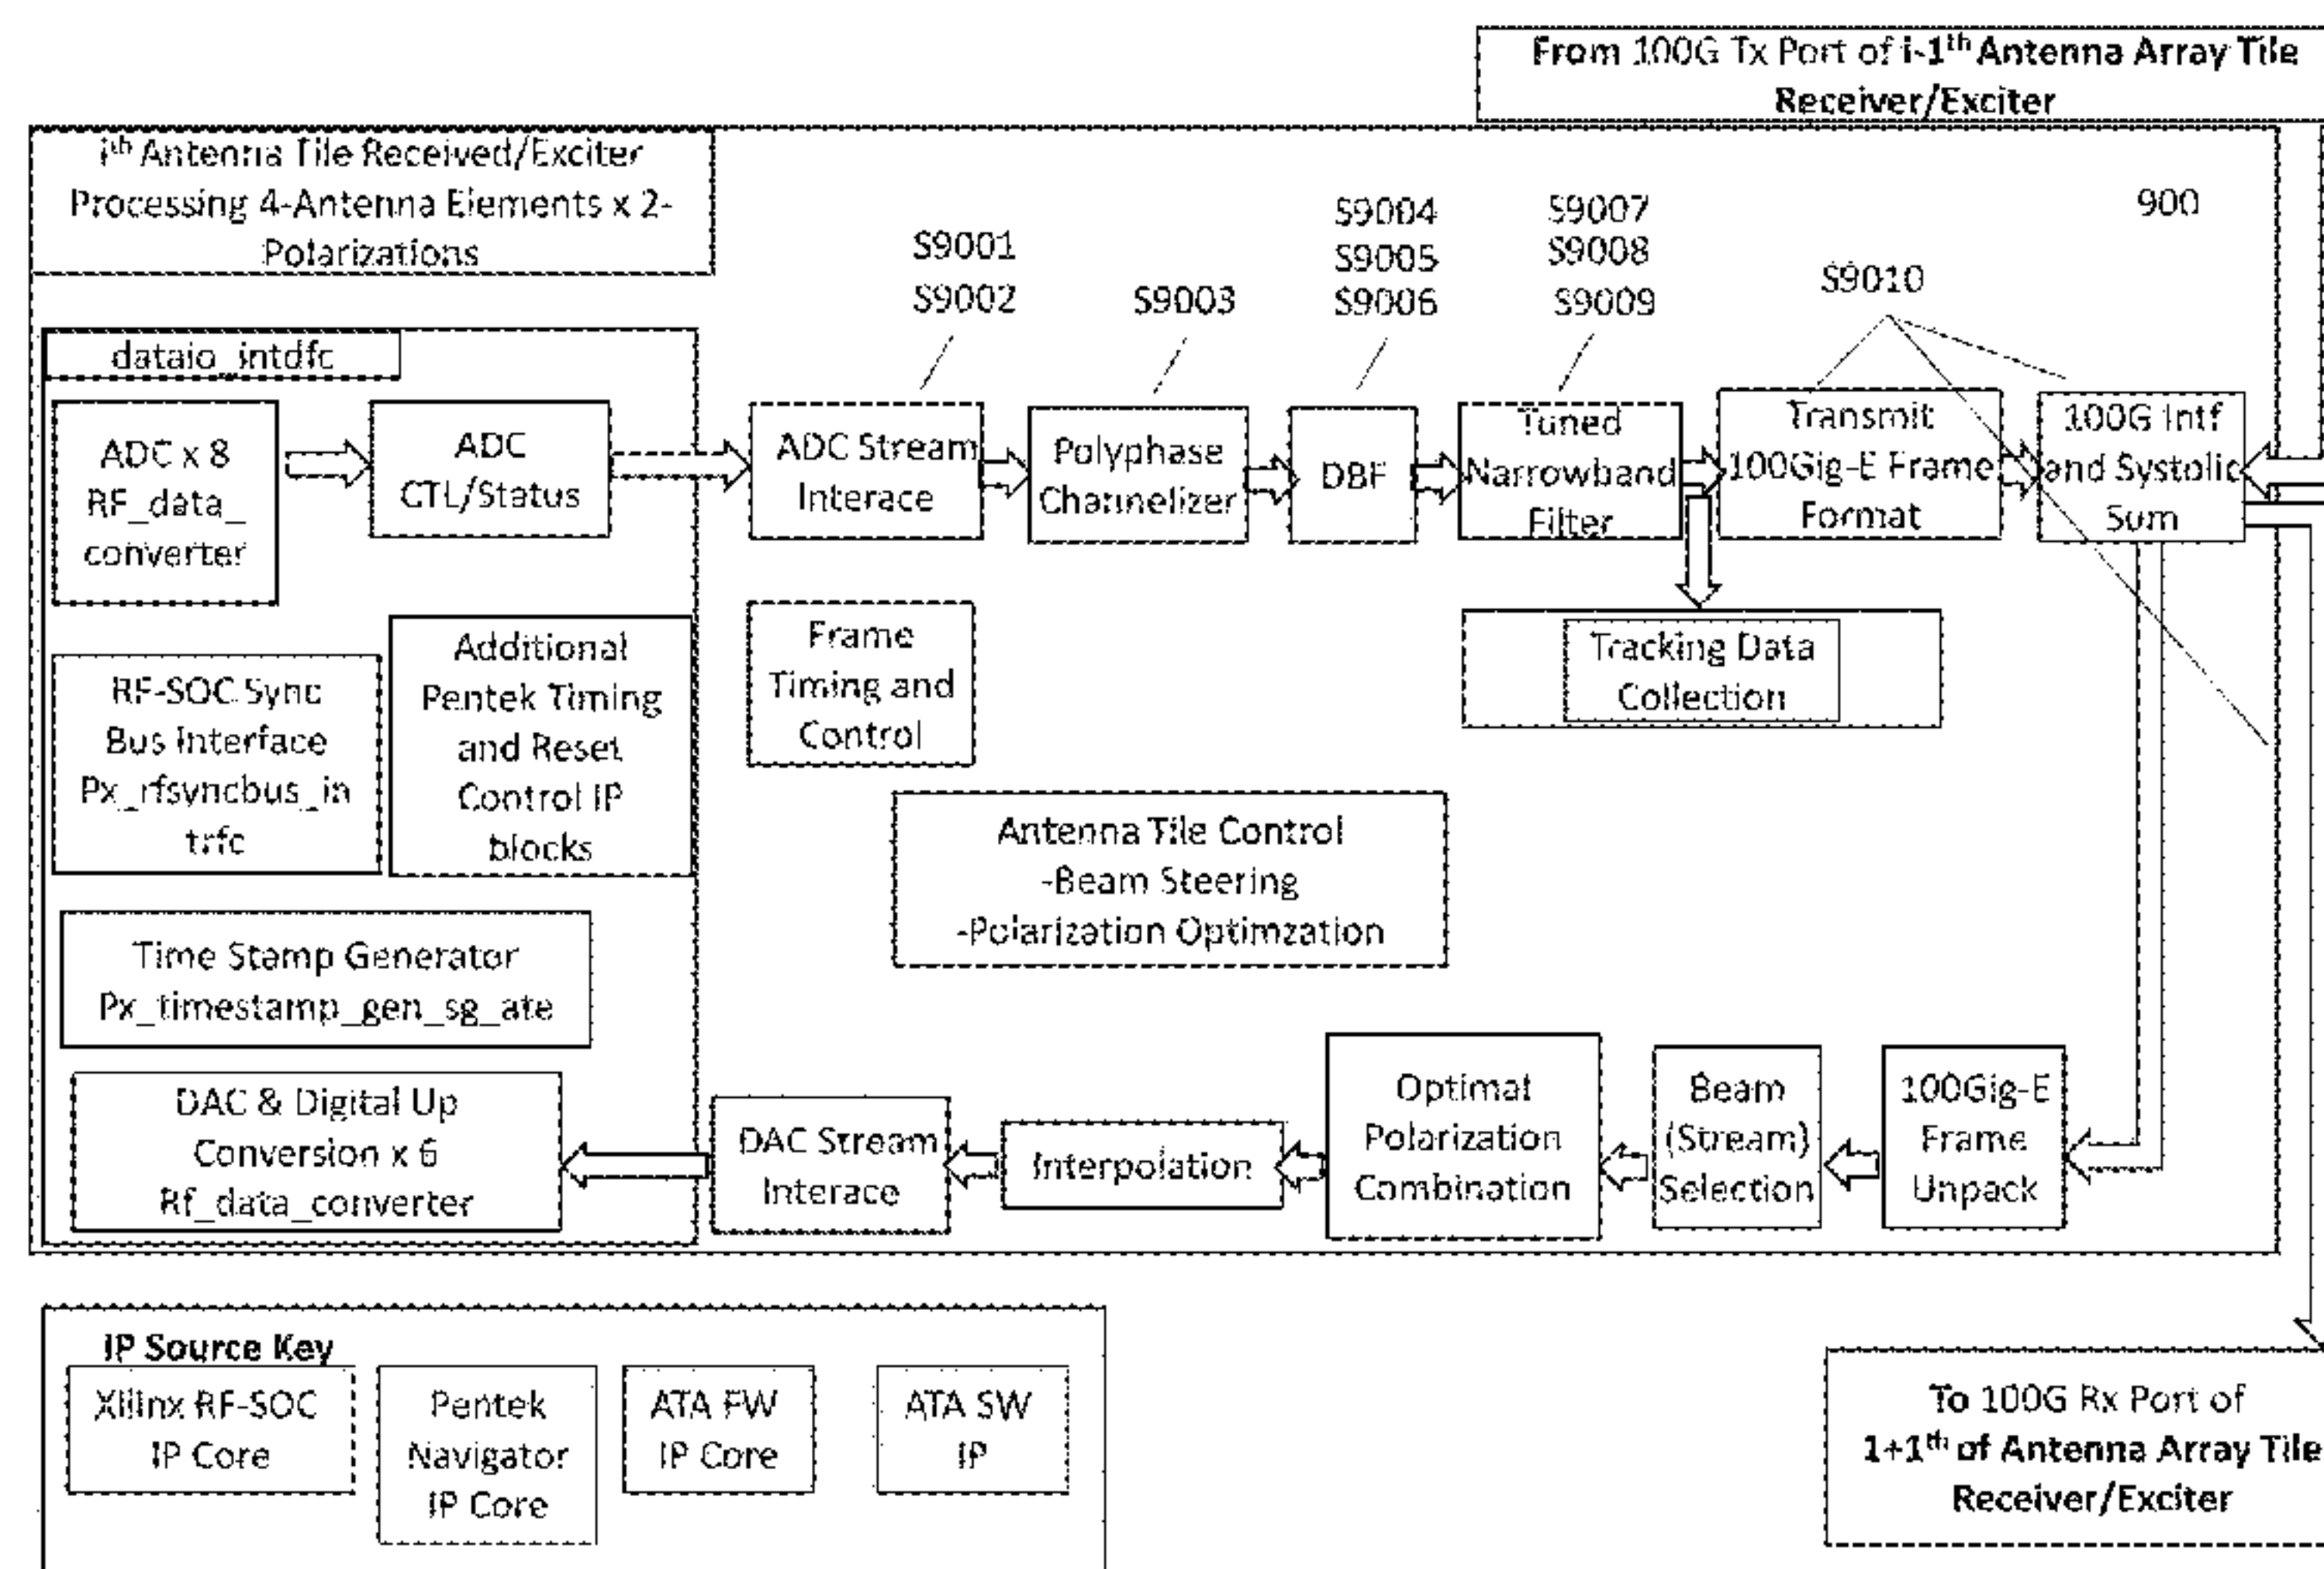 From 100G Tx Port of i-1th Antenna Array Tile
Receiver/Exciter
ith Antenna Tile Received/Exciter
Processing 4-Antenna Elements x 2-
Polarizations
S9001
S9002
S9003
S9004
S9005
S9006
S9007
S9008
S9009
S9010
900
dataio_intdfc
ADC x 8
RF_data_
converter
ADC
CTL/Status
ADC Stream
Interace
Polyphase
Channelizer
DBF
Tuned
Narrowband
Filter
Transmit
100Gig-E Frame
Format
100G Intf
and Systolic
Sum
RF-SOC Sync
Bus Interface
Px_rfsyncbus_in
trfc
Additional
Pentek Timing
and Reset
Control IP
blocks
Frame
Timing and
Control
Tracking Data
Collection
Antenna Tile Control
-Beam Steering
-Polarization Optimzation
Time Stamp Generator
Px_timestamp_gen_sg_ate
DAC & Digital Up
Conversion x 6
Rf_data_converter
DAC Stream
Interace
Interpolation
Optimal
Polarization
Combination
Beam
(Stream)
Selection
100Gig-E
Frame
Unpack
IP Source Key
Xilinx RF-SOC
IP Core
Pentek
Navigator
IP Core
ATA FW
IP Core
ATA SW
IP
To 100G Rx Port of
1+1th of Antenna Array Tile
Receiver/Exciter